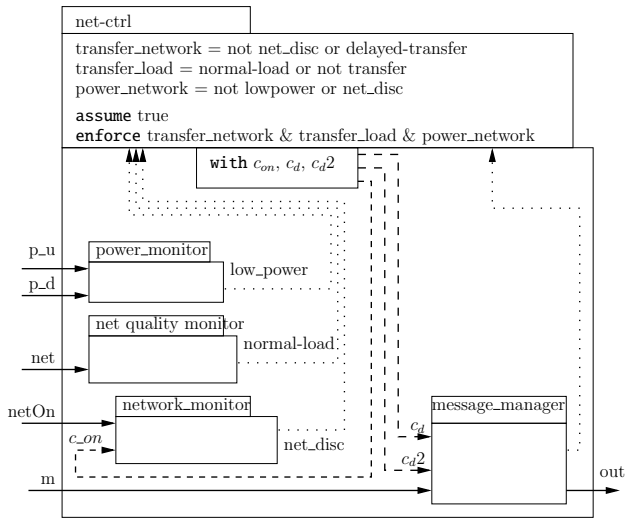 net-ctrl
transfer_network = not net_disc or delayed-transfer
transfer_load = normal-load or not transfer
power_network = not lowpower or net_disc
assume true
enforce transfer_network & transfer_load & power_network
with c_on, c_d, c_d2
p_u
power_monitor
low_power
p_d
net quality monitor
normal-load
net
netOn
network_monitor
message_manager
c_d
c_on
net_disc
c_d2
m
out